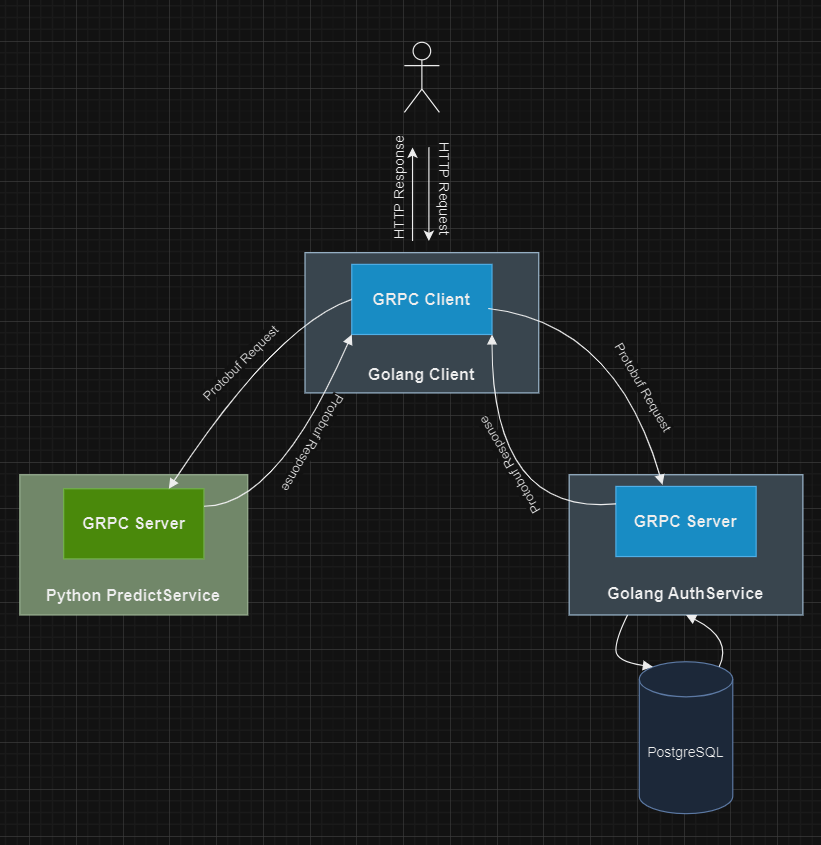 HTTP Response
HTTP Request
GRPC Client
Golang Client
Protobuf Request
Protobuf Response
Protobuf Request
Protobuf Response
GRPC Server
Python PredictService
GRPC Server
Golang AuthService
PostgreSQL